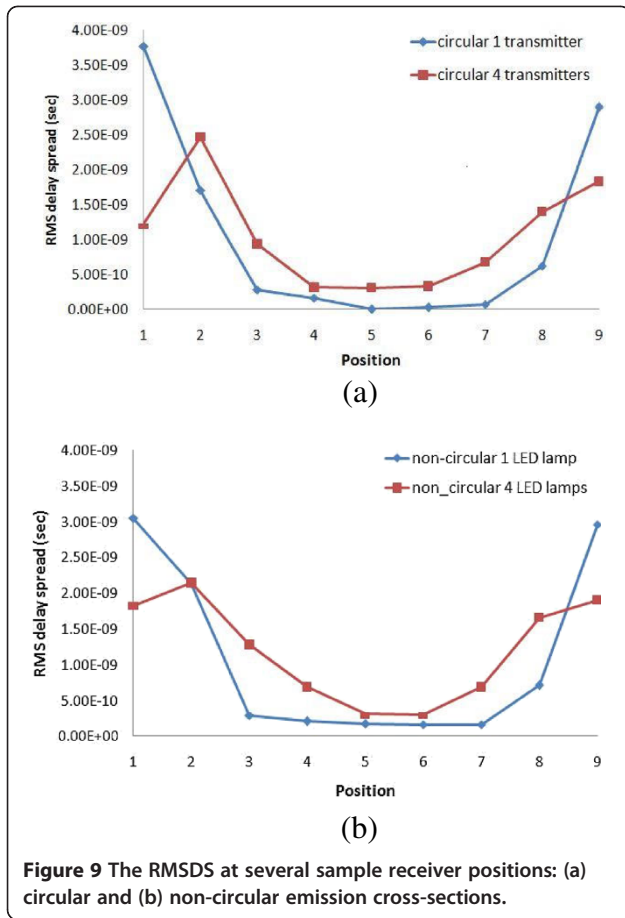 4.00E-09
3.50E-09
3.00E-09
2.50E-09
2.00E-09
1.50E-09
1.00E-09
5.00E-10
0.00E+00
RMS delay spread (sec)
circular 1 transmitter
circular 4 transmitters
1 2 3 4 5 6 7 8 9
Position
(a)
4.00E-09
3.50E-09
3.00E-09
2.50E-09
2.00E-09
1.50E-09
1.00E-09
5.00E-10
0.00E+00
RMS delay spread (sec)
non-circular 1 LED lamp
non_circular 4 LED lamps
1 2 3 4 5 6 7 8 9
Position
(b)
Figure 9 The RMSDS at several sample receiver positions: (a)
circular and (b) non-circular emission cross-sections.